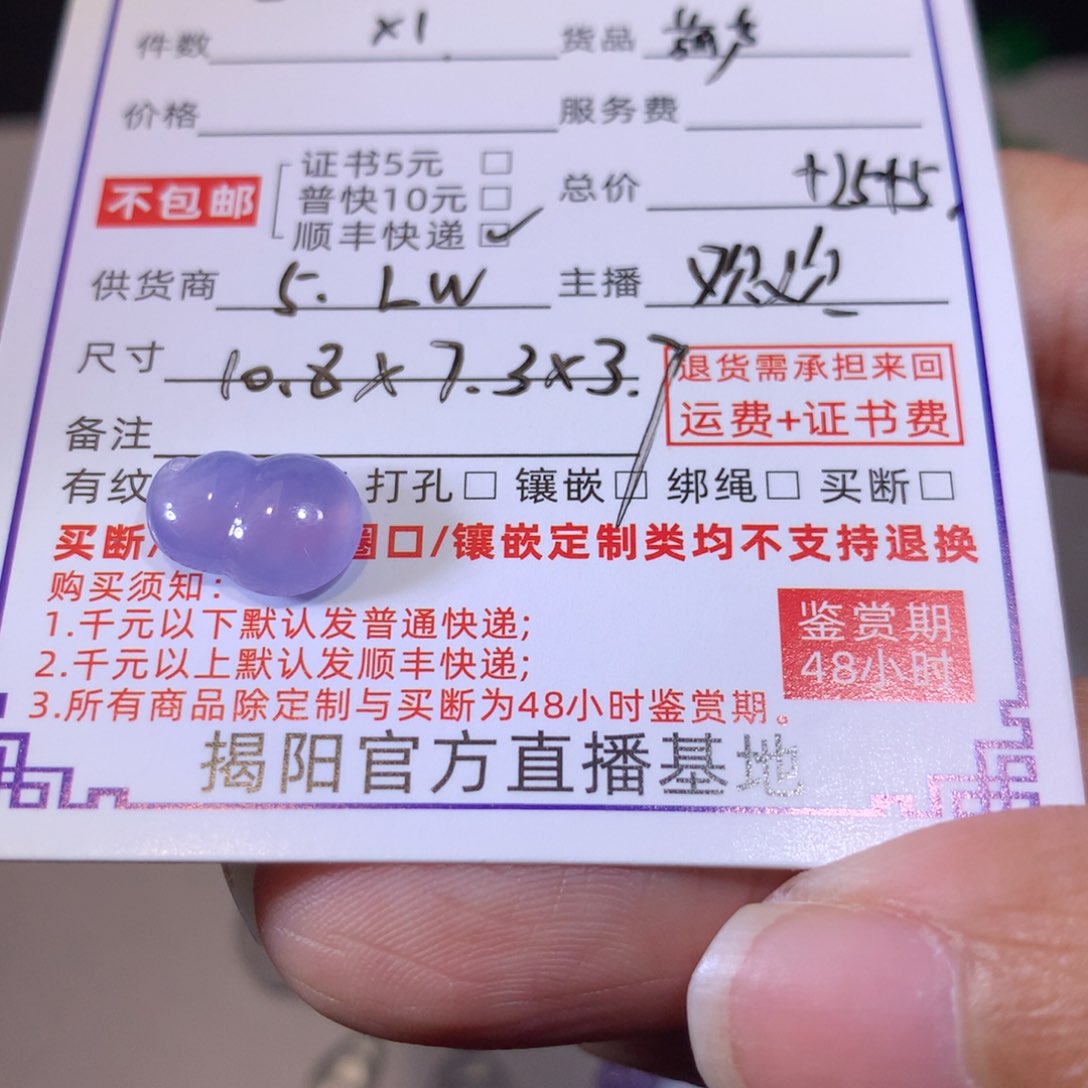 件数 x1 货品
价格 服务费
证书5元 □
不包邮 普快10元 □ 总价 +25+5
顺丰快递 ☑
供货商 5. LW 主播
尺寸 10.8x7.3x3.7
退货需承担来回
运费+证书费
备注
有纹 打孔□ 镶嵌□ 绑绳□ 买断□
买断/ 圈口/镶嵌定制类均不支持退换
购买须知:
1.千元以下默认发普通快递;
2.千元以上默认发顺丰快递;
3.所有商品除定制与买断为48小时鉴赏期。
鉴赏期
48小时
揭阳官方直播基地